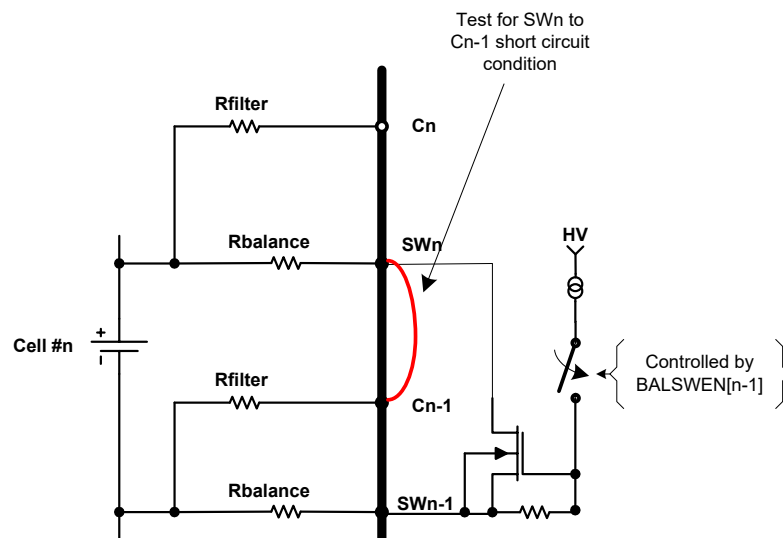 Test for SWn to
Cn-1 short circuit
condition
Rfilter
Cn
Rbalance
SWn
HV
Cell #n
+
Controlled by
BALSWEN[n-1]
Rfilter
Cn-1
Rbalance
SWn-1